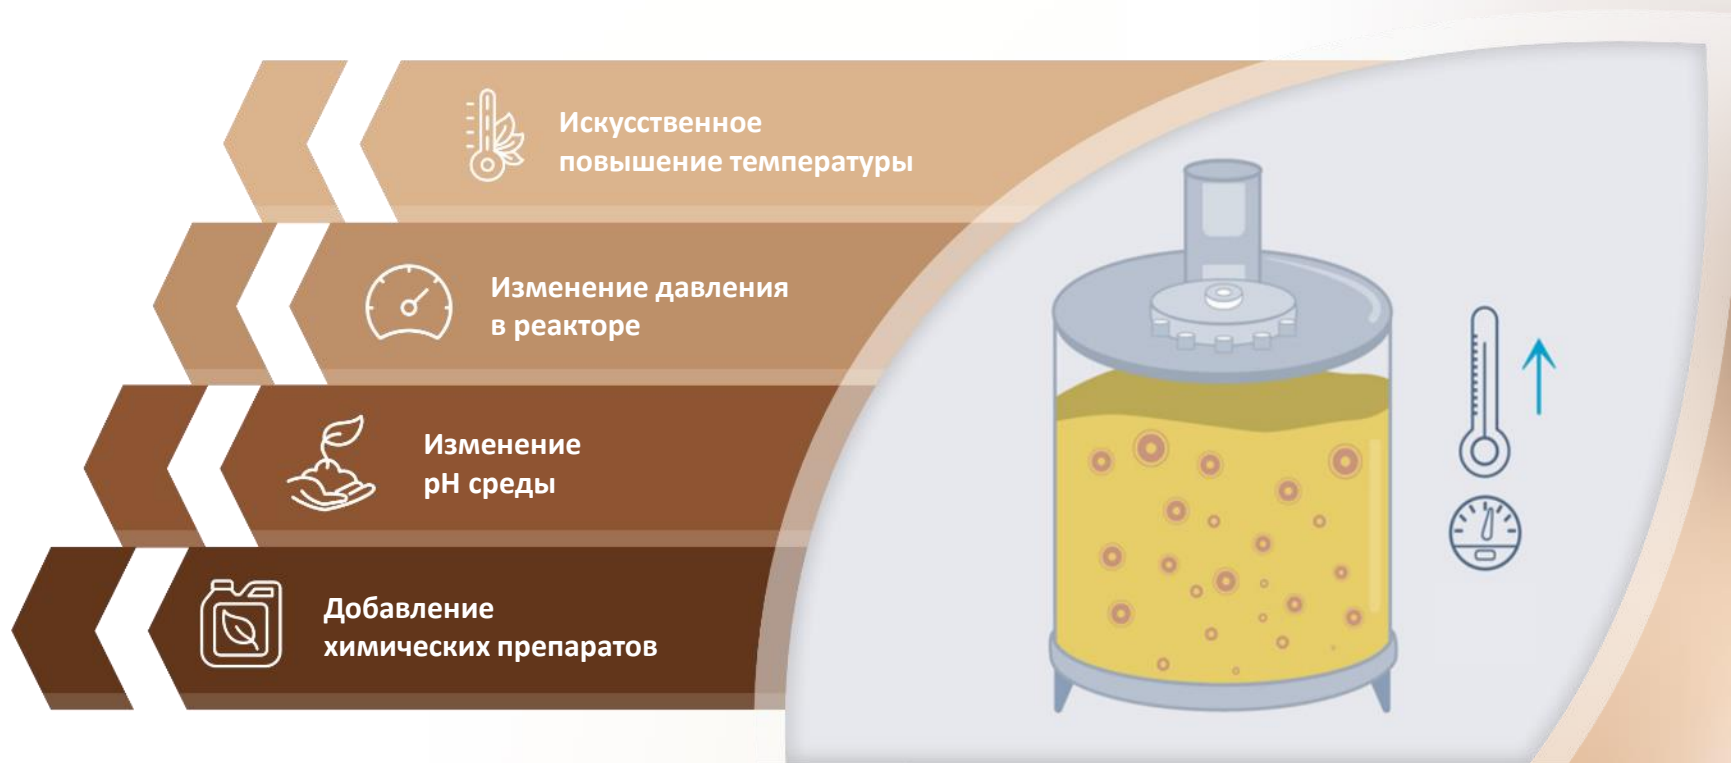 Искусственное
повышение температуры
Изменение давления
в реакторе
Изменение
pH среды
Добавление
химических препаратов